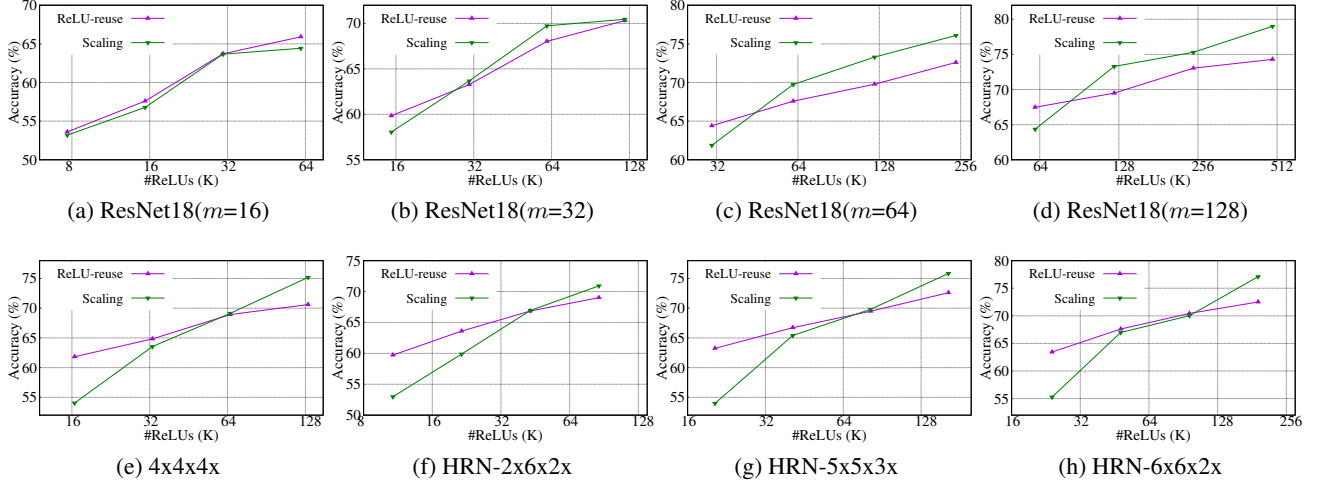 70
65
60
55
50
Accuracy (%)
ReLU-reuse
Scaling
8
16
32
64
#ReLUs (K)
(a) ResNet18(m=16)
70
65
60
55
Accuracy (%)
ReLU-reuse
Scaling
16
32
64
128
#ReLUs (K)
(b) ResNet18(m=32)
80
75
70
65
60
Accuracy (%)
ReLU-reuse
Scaling
32
64
128
256
#ReLUs (K)
(c) ResNet18(m=64)
80
75
70
65
60
Accuracy (%)
ReLU-reuse
Scaling
64
128
256
512
#ReLUs (K)
(d) ResNet18(m=128)
75
70
65
60
55
Accuracy (%)
ReLU-reuse
Scaling
16
32
64
128
#ReLUs (K)
(e) 4x4x4x
75
70
65
60
55
50
Accuracy (%)
ReLU-reuse
Scaling
8
16
32
64
#ReLUs (K)
(f) HRN-2x6x2x
75
70
65
60
55
Accuracy (%)
ReLU-reuse
Scaling
16
32
64
128
#ReLUs (K)
(g) HRN-5x5x3x
80
75
70
65
60
55
Accuracy (%)
ReLU-reuse
Scaling
16
32
64
128
256
#ReLUs (K)
(h) HRN-6x6x2x